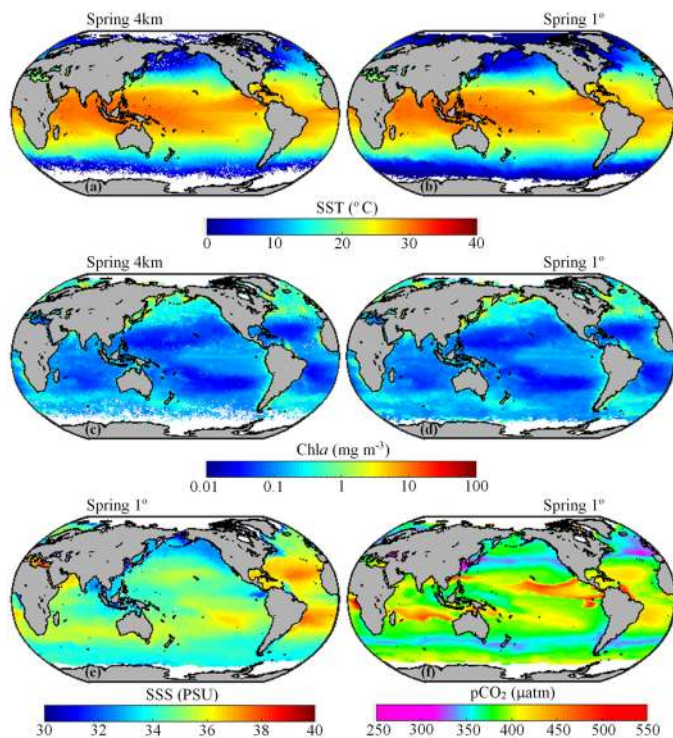 Spring 4km Spring 1°
(a) (b)
SST (° C)
0 10 20 30 40
Spring 4km Spring 1°
(c) (d)
Chla (mg m⁻³)
0.01 0.1 1 10 100
Spring 1° Spring 1°
(e) (f)
SSS (PSU) pCO₂ (μatm)
30 32 34 36 38 40 250 350 400 450 500 550